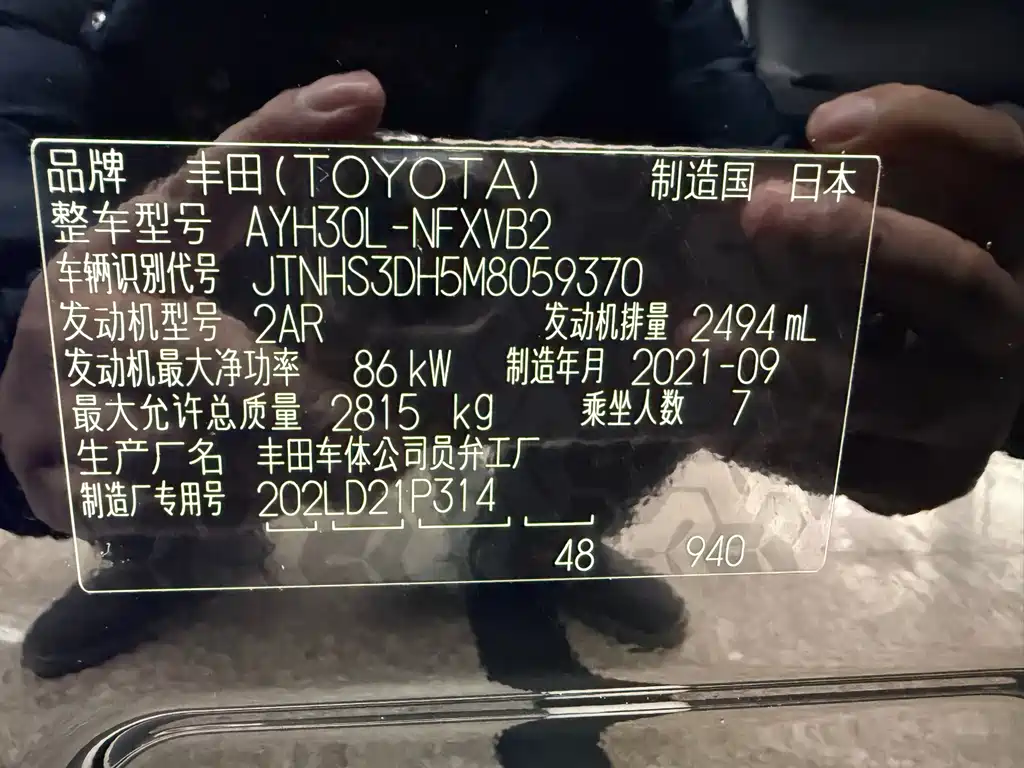 品牌 丰田(TOYOTA) 制造国 日本
整车型号 AYH30L-NFXVB2
车辆识别代号 JTNHS3DH5M8059370
发动机型号 2AR 发动机排量 2494 mL
发动机最大净功率 86 kW 制造年月 2021-09
最大允许总质量 2815 kg 乘坐人数 7
生产厂名 丰田车体公司员弁工厂
制造厂专用号 202LD21P314
48 940